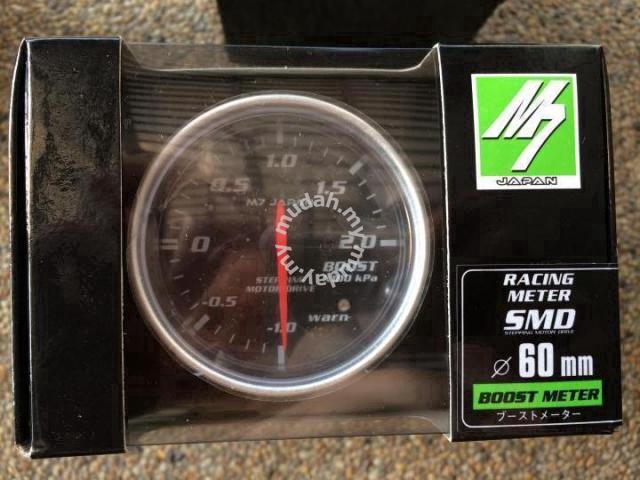 M7
JAPAN
1.0
0.5
1.5
M7 JAPAN
0
2.0
BOOST
STEPPING
MOTOR DRIVE
-0.5
-1.0
warn
mudah.my mudah.my
RACING
METER
SMD
STEPPING MOTOR DRIVE
⌀ 60 mm
BOOST METER
ブーストメーター